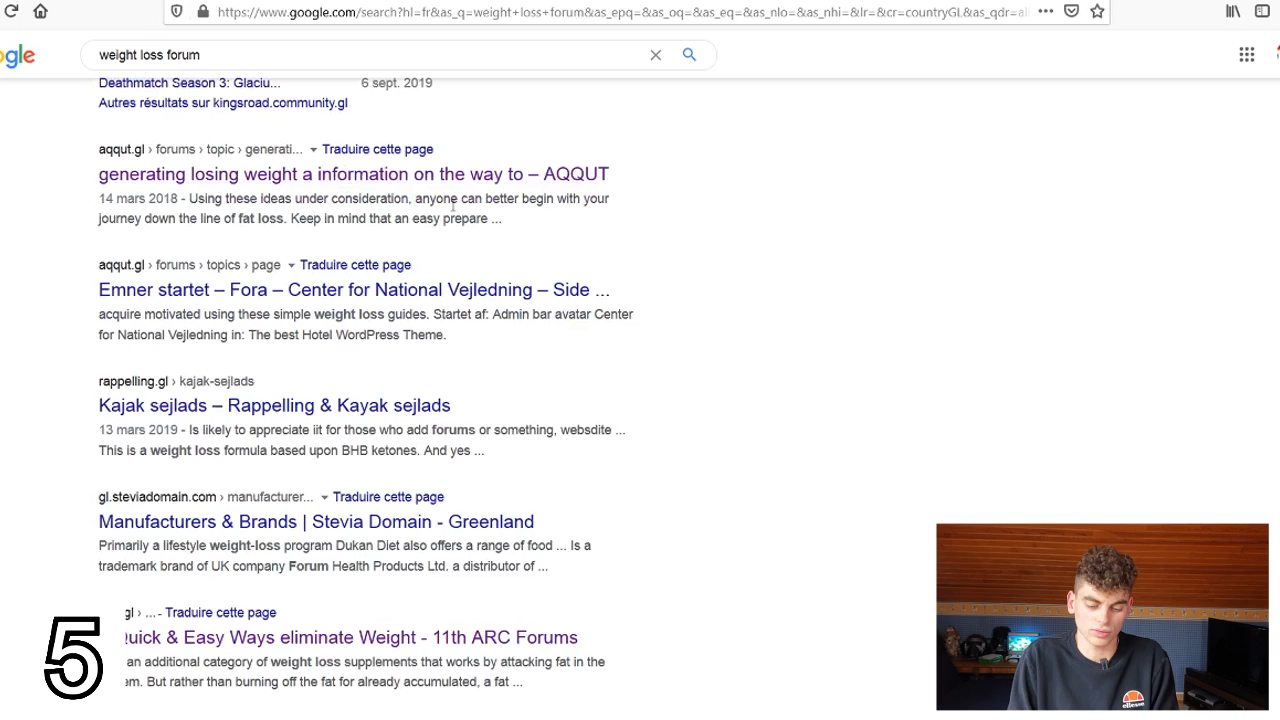 https://www.google.com/search?hl=fr&as_q=weight+loss+forum&as_epq=&as_oq=&as_eq=&as_nlo=&as_nhi=&lr=&cr=countryGL&as_qdr=al
gle
weight loss forum
Deathmatch Season 3: Glaciu... 6 sept. 2019
Autres résultats sur kingsroad.community.gl
aqqut.gl › forums › topic › generati... Traduire cette page
generating losing weight a information on the way to – AQQUT
14 mars 2018 - Using these ideas under consideration, anyone can better begin with your
journey down the line of fat loss. Keep in mind that an easy prepare ...
aqqut.gl › forums › topics › page Traduire cette page
Emner startet – Fora – Center for National Vejledning – Side ...
acquire motivated using these simple weight loss guides. Startet af: Admin bar avatar Center
for National Vejledning in: The best Hotel WordPress Theme.
rappelling.gl › kajak-sejlads
Kajak sejlads – Rappelling & Kayak sejlads
13 mars 2019 - Is likely to appreciate iit for those who add forums or something, websdite ...
This is a weight loss formula based upon BHB ketones. And yes ...
gl.steviadomain.com › manufacturer... Traduire cette page
Manufacturers & Brands | Stevia Domain - Greenland
Primarily a lifestyle weight-loss program Dukan Diet also offers a range of food ... Is a
trademark brand of UK company Forum Health Products Ltd. a distributor of ...
gl › ... - Traduire cette page
uick & Easy Ways eliminate Weight - 11th ARC Forums
an additional category of weight loss supplements that works by attacking fat in the
em. But rather than burning off the fat for already accumulated, a fat ...
5
ellesse